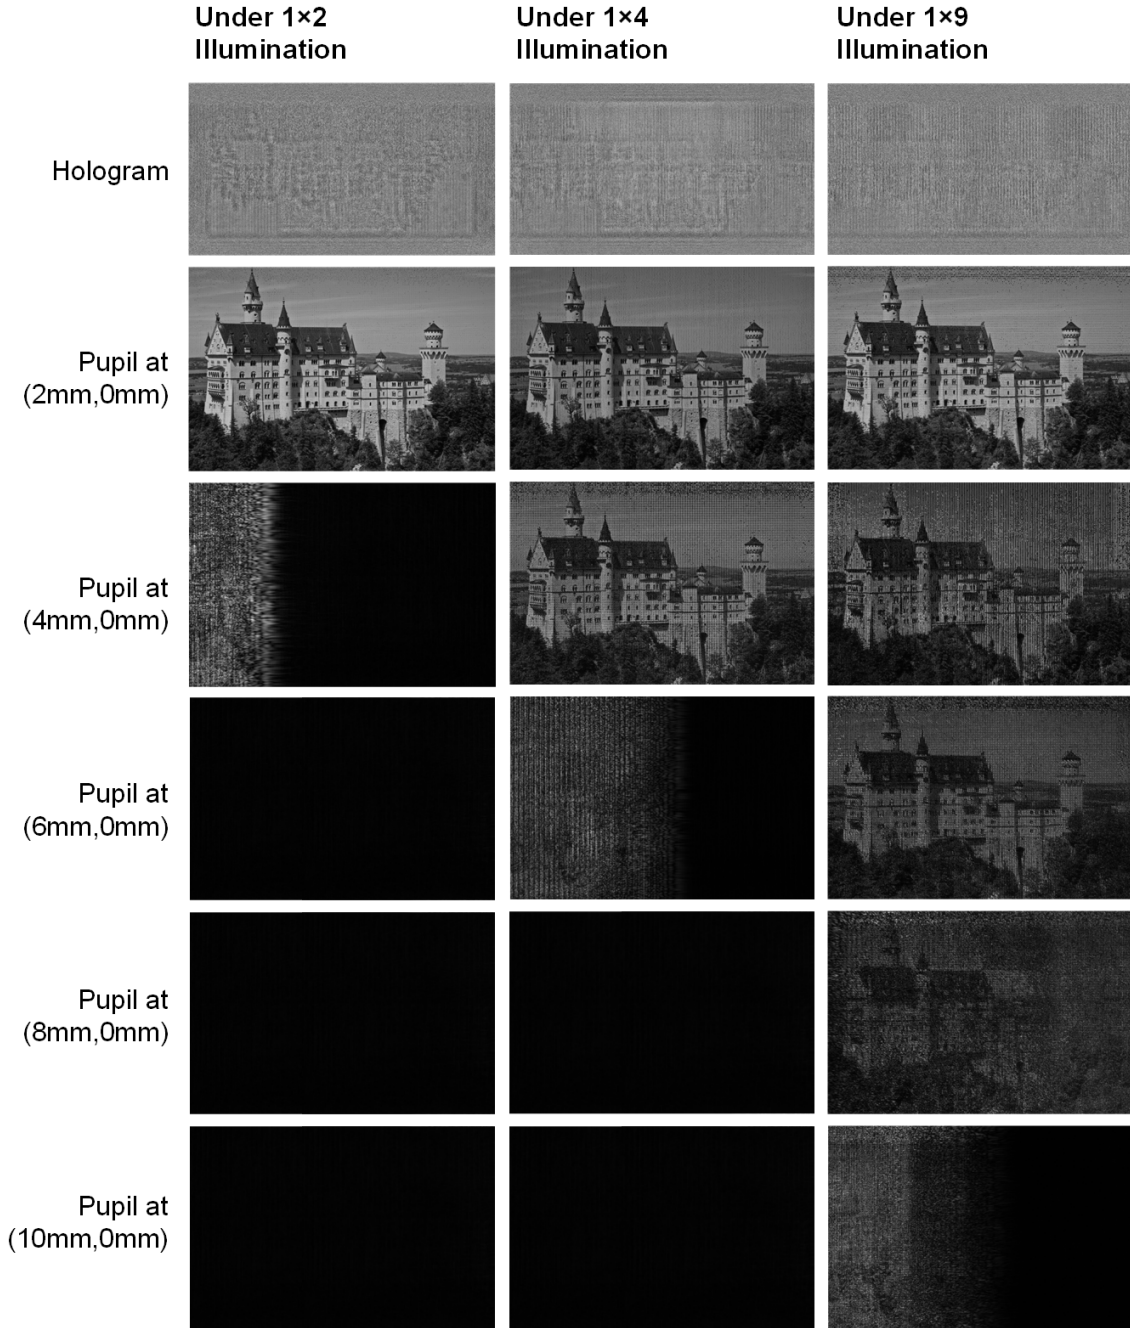 Under 1×2
Illumination
Under 1×4
Illumination
Under 1×9
Illumination
Hologram
Pupil at
(2mm,0mm)
Pupil at
(4mm,0mm)
Pupil at
(6mm,0mm)
Pupil at
(8mm,0mm)
Pupil at
(10mm,0mm)